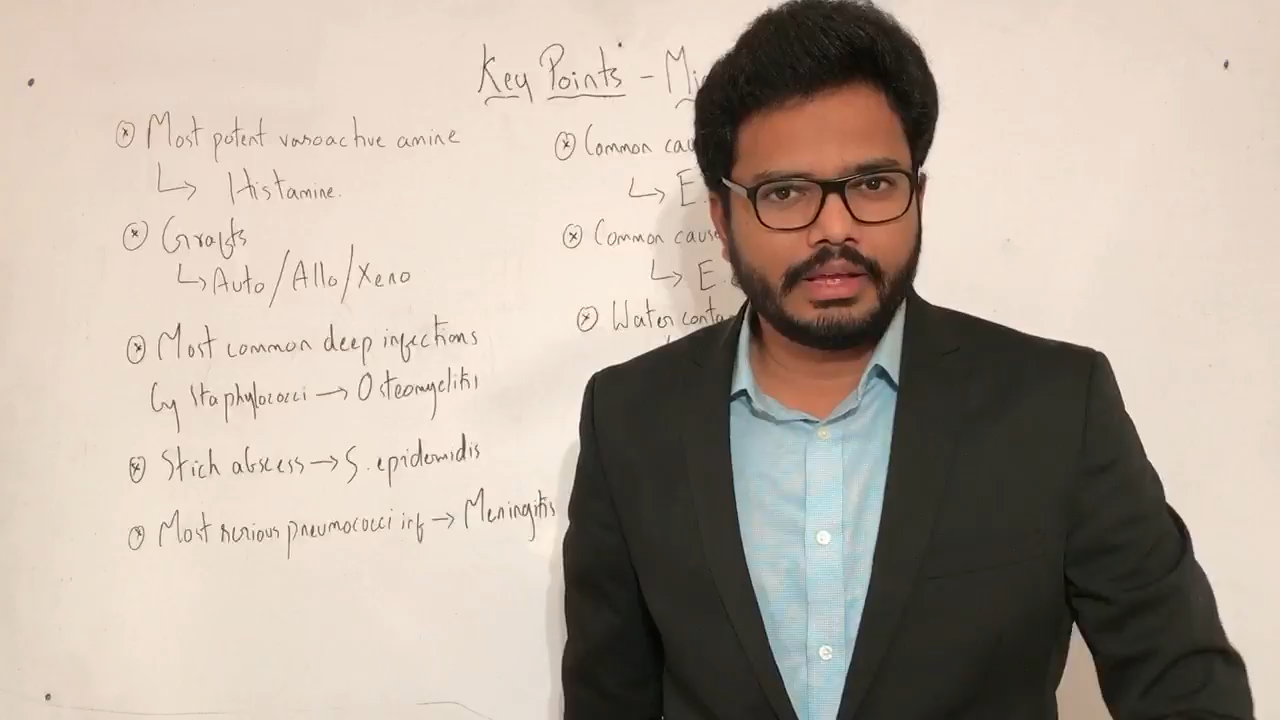 Key Points - Mi
Most potent vasoactive amine
↳ Histamine.
Grafts
↳ Auto/Allo/Xeno
Most common deep infections
by Staphylococci → Osteomyelitis
Stich abscess → S. epidermidis
Most serious pneumococci inf → Meningitis
Common cau
↳ E.
Common caus
↳ E.
Water conta